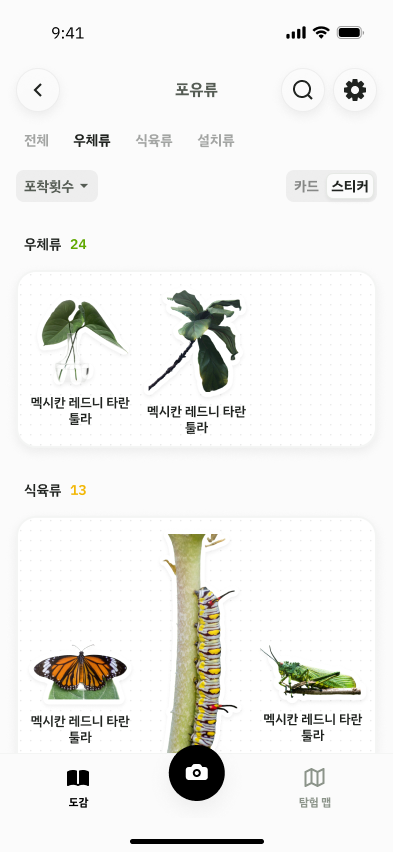 9:41
포유류
전체 우체류 식육류 설치류
포착횟수 카드 스티커
우체류 24
멕시칸 레드니 타란
툴라
멕시칸 레드니 타란
툴라
식육류 13
멕시칸 레드니 타란
툴라
멕시칸 레드니 타란
툴라
도감 탐험 맵